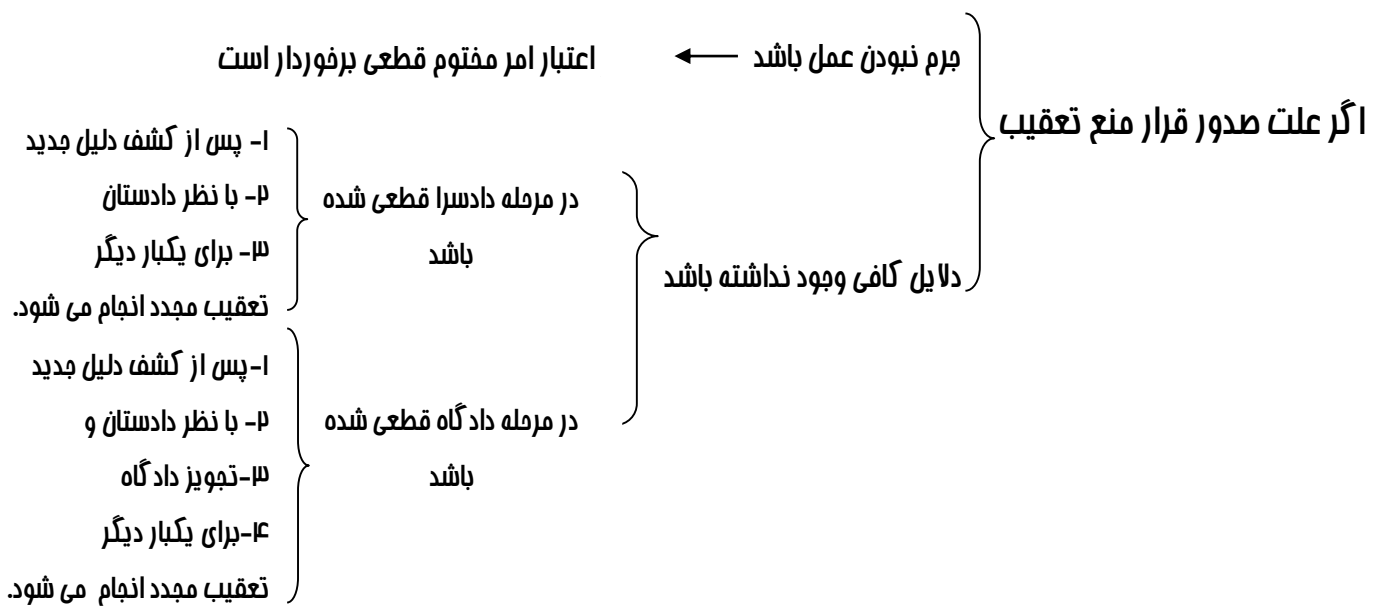 اگر علت صدور قرار منع تعقیب
جرم نبودن عمل باشد
اعتبار امر مختوم قطعی برخوردار است
دلایل کافی وجود نداشته باشد
در مرحله دادسرا قطعی شده
باشد
۱- پس از کشف دلیل جدید
۲- با نظر دادستان
۳- برای یکبار دیگر
تعقیب مجدد انجام می شود.
در مرحله دادگاه قطعی شده
باشد
۱-پس از کشف دلیل جدید
۲- با نظر دادستان و
۳-تجویز دادگاه
۴-برای یکبار دیگر
تعقیب مجدد انجام می شود.